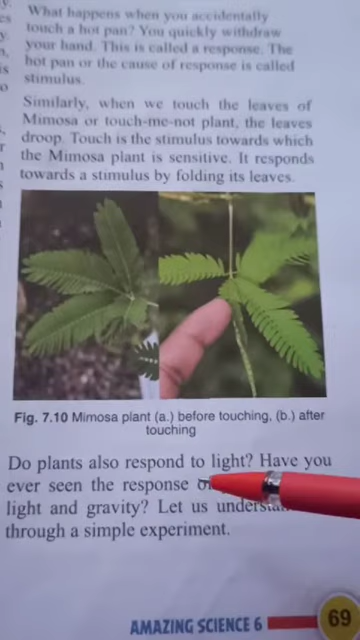 What happens when you accidentally
touch a hot pan? You quickly withdraw
your hand. This is called a response. The
hot pan or the cause of response is called
stimulus.
Similarly, when we touch the leaves of
Mimosa or touch-me-not plant, the leaves
droop. Touch is the stimulus towards which
the Mimosa plant is sensitive. It responds
towards a stimulus by folding its leaves.
Fig. 7.10 Mimosa plant (a.) before touching, (b.) after
touching
Do plants also respond to light? Have you
ever seen the response
light and gravity? Let us
through a simple experiment.
AMAZING SCIENCE 6 69